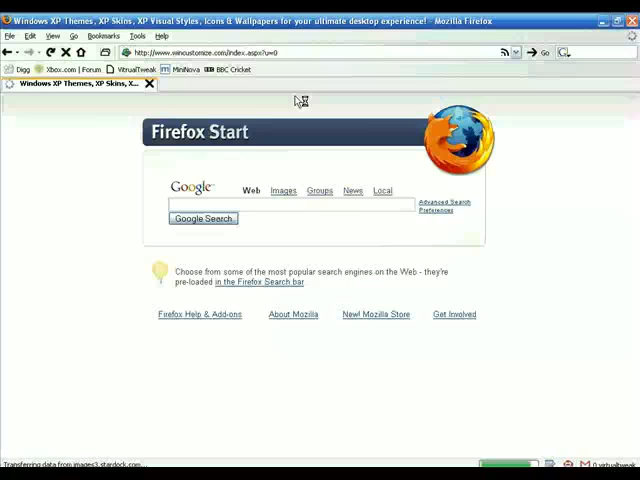 Windows XP Themes, XP Skins, XP Visual Styles, Icons & Wallpapers for your ultimate desktop experience! - Mozilla Firefox
File Edit View Go Bookmarks Tools Help
http://www.wincustomize.com/index.aspx?u=0 Go
Digg Xbox.com | Forum VirtualTweak MiniNova BBC Cricket
Windows XP Themes, XP Skins, X...
Firefox Start
Google Web Images Groups News Local
Advanced Search
Preferences
Google Search
Choose from some of the most popular search engines on the Web - they're
pre-loaded in the Firefox Search bar
Firefox Help & Add-ons About Mozilla New! Mozilla Store Get Involved
Transferring data from images3.stardock.com... 0 virtualtweak